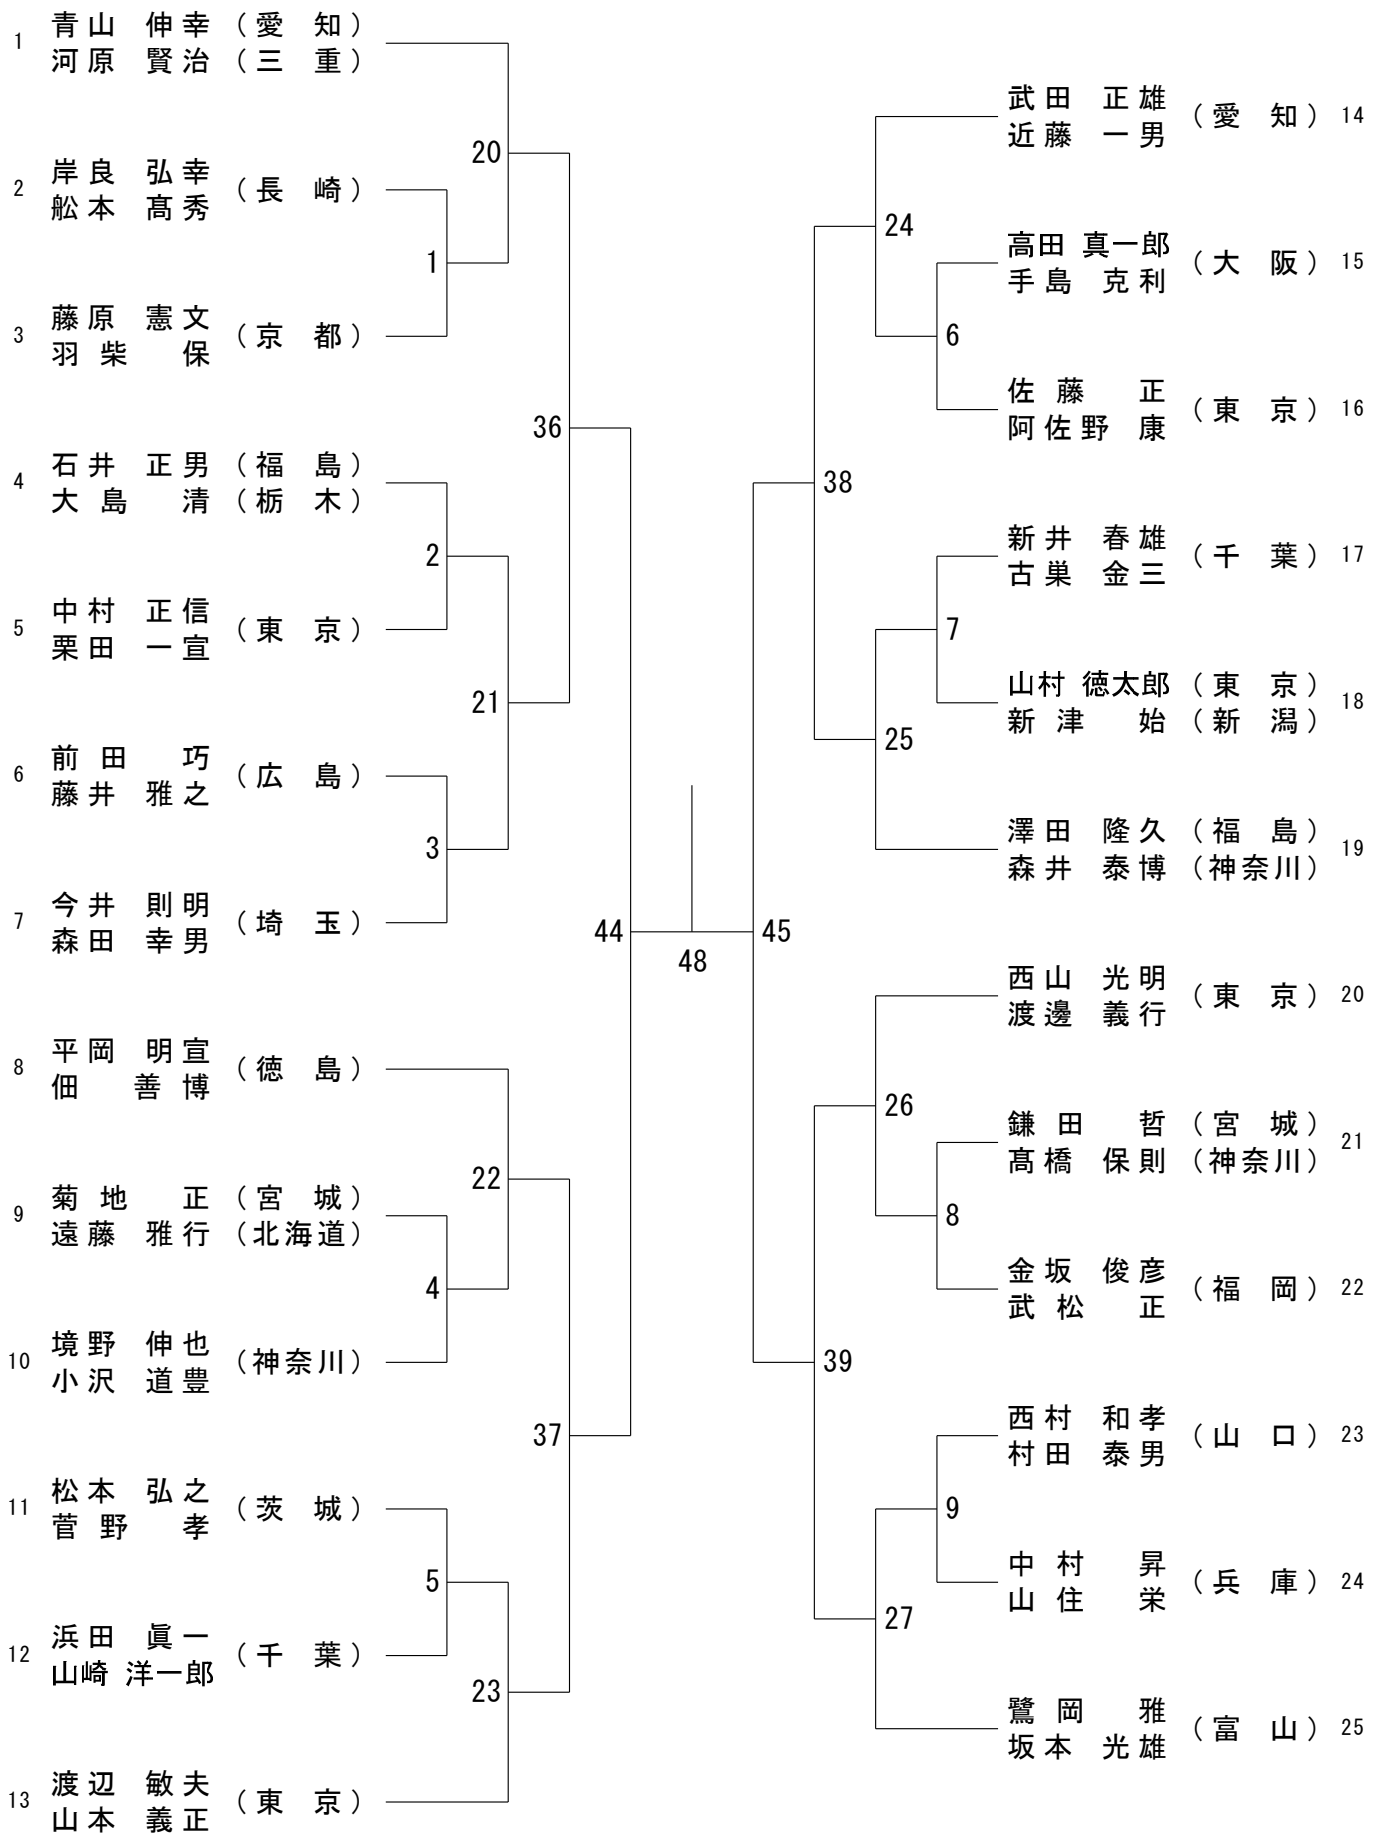 1 青山 伸幸 （愛 知）
河原 賢治 （三 重）
2 岸良 弘幸 （長 崎）
舩本 髙秀
3 藤原 憲文 （京 都）
羽柴 保
4 石井 正男 （福 島）
大島 清 （栃 木）
5 中村 正信 （東 京）
栗田 一宣
6 前田 巧 （広 島）
藤井 雅之
7 今井 則明 （埼 玉）
森田 幸男
8 平岡 明宣 （徳 島）
佃 善博
9 菊地 正 （宮 城）
遠藤 雅行 （北海道）
10 境野 伸也 （神奈川）
小沢 道豊
11 松本 弘之 （茨 城）
菅野 孝
12 浜田 眞一 （千 葉）
山崎 洋一郎
13 渡辺 敏夫 （東 京）
山本 義正
1
2
3
4
5
20
21
22
23
36
37
44
48
45
38
39
24
25
26
27
6
7
8
9
武田 正雄 （愛 知） 14
近藤 一男
高田 真一郎 （大 阪） 15
手島 克利
佐藤 正 （東 京） 16
阿佐野 康
新井 春雄 （千 葉） 17
古巣 金三
山村 徳太郎 （東 京） 18
新津 始 （新 潟）
澤田 隆久 （福 島） 19
森井 泰博 （神奈川）
西山 光明 （東 京） 20
渡邊 義行
鎌田 哲 （宮 城） 21
髙橋 保則 （神奈川）
金坂 俊彦 （福 岡） 22
武松 正
西村 和孝 （山 口） 23
村田 泰男
中村 昇 （兵 庫） 24
山住 栄
鷺岡 雅 （富 山） 25
坂本 光雄